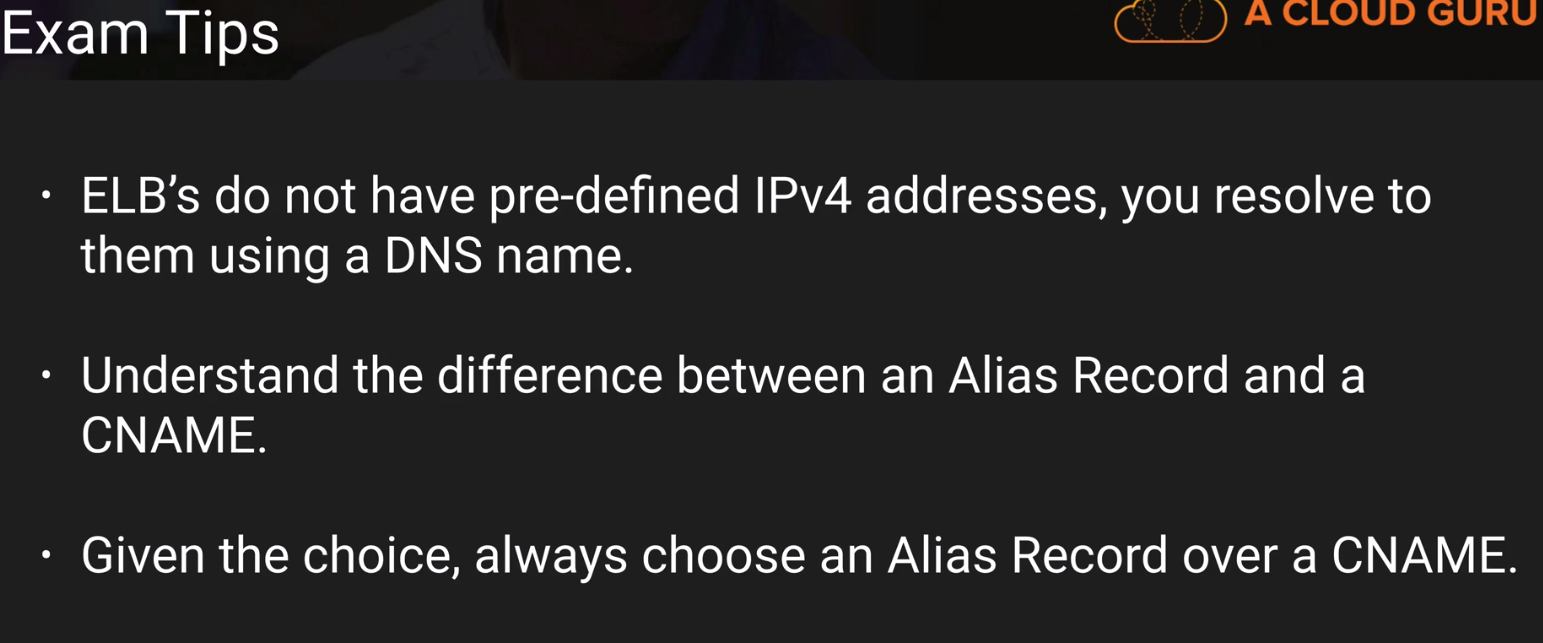 Exam Tips
A CLOUD GURU
• ELB’s do not have pre-defined IPv4 addresses, you resolve to
them using a DNS name.
• Understand the difference between an Alias Record and a
CNAME.
• Given the choice, always choose an Alias Record over a CNAME.